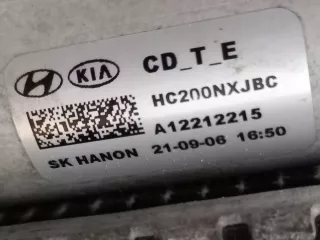 KIA CD_T_E
HC200NXJBC
A12212215
SK HANON 21-09-06 16:50